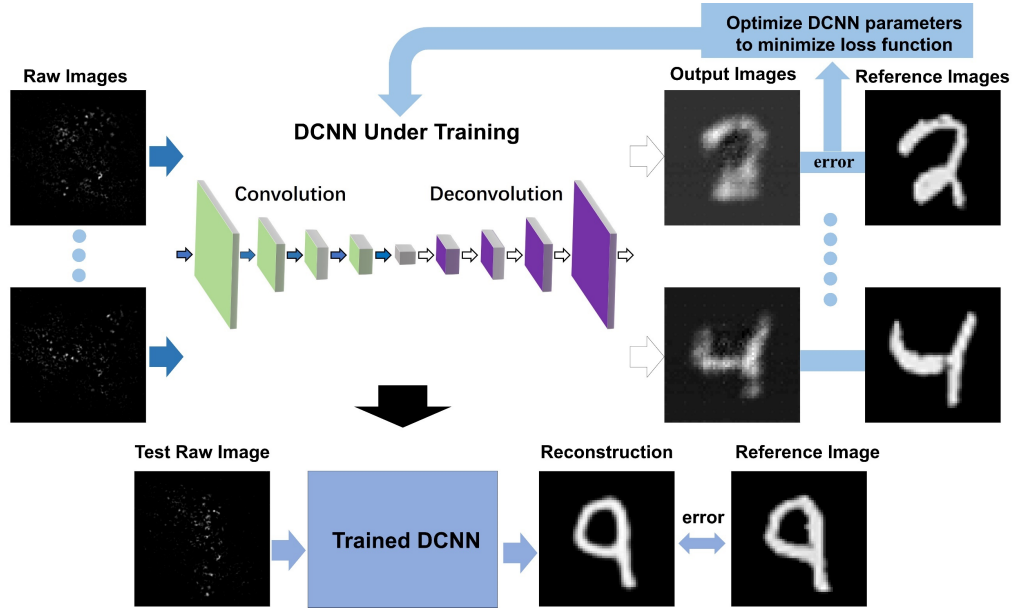 Optimize DCNN parameters
to minimize loss function
Raw Images
Output Images
Reference Images
DCNN Under Training
error
Convolution
Deconvolution
Test Raw Image
Reconstruction
Reference Image
error
Trained DCNN